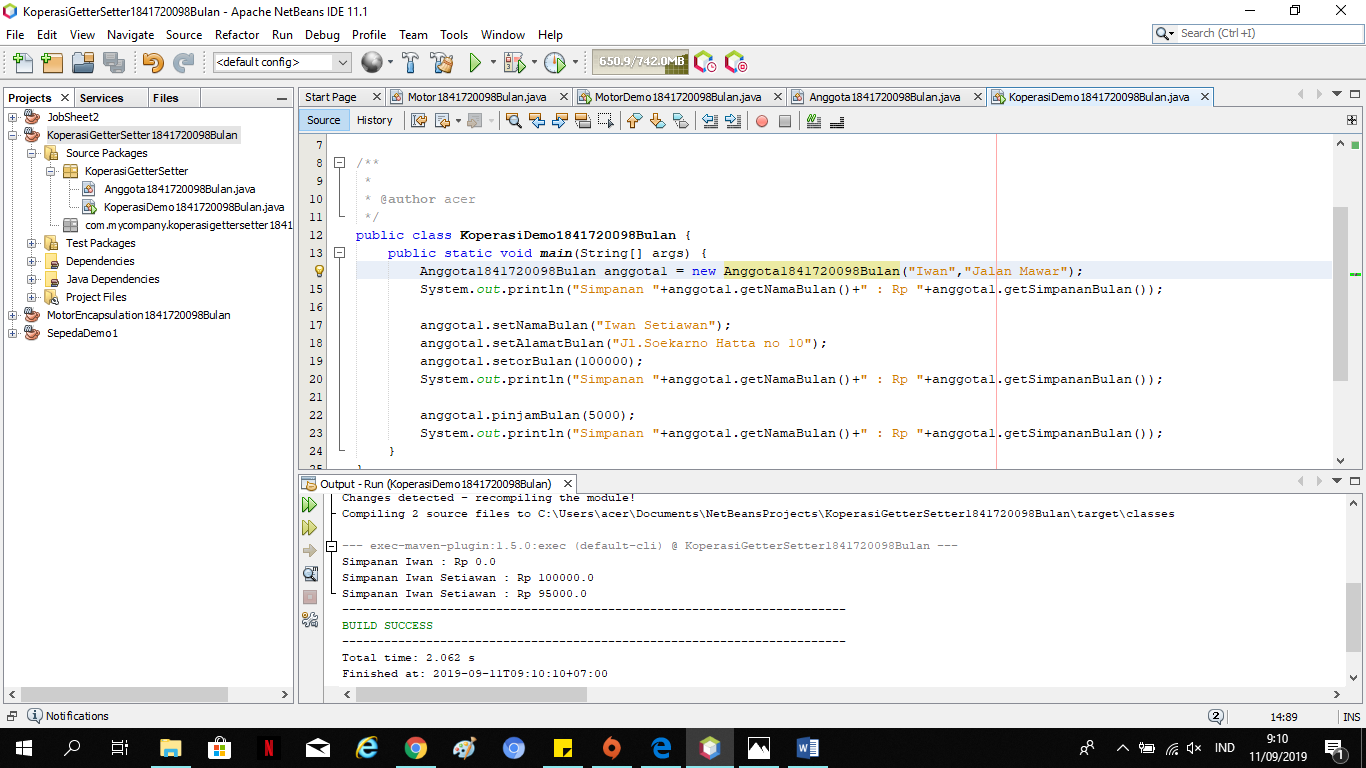 KoperasiGetterSetter1841720098Bulan - Apache NetBeans IDE 11.1
File Edit View Navigate Source Refactor Run Debug Profile Team Tools Window Help
Search (Ctrl+I)
<default config>
650.9/742.0MB
Projects Services Files
JobSheet2
KoperasiGetterSetter1841720098Bulan
Source Packages
KoperasiGetterSetter
Anggota1841720098Bulan.java
KoperasiDemo1841720098Bulan.java
com.mycompany.koperasigettersetter1841
Test Packages
Dependencies
Java Dependencies
Project Files
MotorEncapsulation1841720098Bulan
SepedaDemo1
Start Page Motor1841720098Bulan.java MotorDemo1841720098Bulan.java Anggota1841720098Bulan.java KoperasiDemo1841720098Bulan.java
Source History
7
8 /**
9 *
10 * @author acer
11 */
12 public class KoperasiDemo1841720098Bulan {
13 public static void main(String[] args) {
Anggota1841720098Bulan anggota1 = new Anggota1841720098Bulan("Iwan","Jalan Mawar");
15 System.out.println("Simpanan "+anggota1.getNamaBulan()+" : Rp "+anggota1.getSimpananBulan());
16
17 anggota1.setNamaBulan("Iwan Setiawan");
18 anggota1.setAlamatBulan("Jl.Soekarno Hatta no 10");
19 anggota1.setorBulan(100000);
20 System.out.println("Simpanan "+anggota1.getNamaBulan()+" : Rp "+anggota1.getSimpananBulan());
21
22 anggota1.pinjamBulan(5000);
23 System.out.println("Simpanan "+anggota1.getNamaBulan()+" : Rp "+anggota1.getSimpananBulan());
24 }
25 }
Output - Run (KoperasiDemo1841720098Bulan)
Changes detected - recompiling the module!
Compiling 2 source files to C:\Users\acer\Documents\NetBeansProjects\KoperasiGetterSetter1841720098Bulan\target\classes
--- exec-maven-plugin:1.5.0:exec (default-cli) @ KoperasiGetterSetter1841720098Bulan ---
Simpanan Iwan : Rp 0.0
Simpanan Iwan Setiawan : Rp 100000.0
Simpanan Iwan Setiawan : Rp 95000.0
------------------------------------------------------------------------
BUILD SUCCESS
------------------------------------------------------------------------
Total time: 2.062 s
Finished at: 2019-09-11T09:10:10+07:00
Notifications
2 14:89 INS
IND
9:10
11/09/2019
1